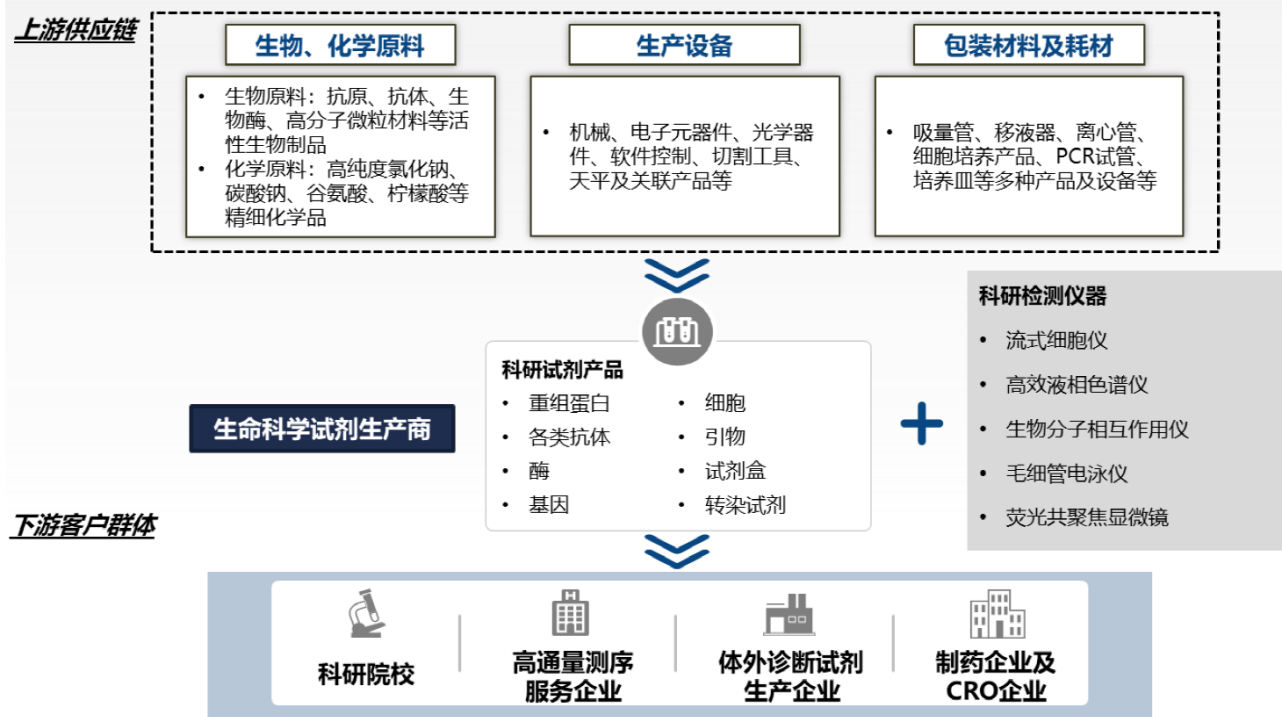 上游供应链
生物、化学原料
• 生物原料：抗原、抗体、生
物酶、高分子微粒材料等活
性生物制品
• 化学原料：高纯度氯化钠、
碳酸钠、谷氨酸、柠檬酸等
精细化学品
生产设备
• 机械、电子元器件、光学器
件、软件控制、切割工具、
天平及关联产品等
包装材料及耗材
• 吸量管、移液器、离心管、
细胞培养产品、PCR试管、
培养皿等多种产品及设备等
生命科学试剂生产商
科研试剂产品
• 重组蛋白
• 各类抗体
• 酶
• 基因
• 细胞
• 引物
• 试剂盒
• 转染试剂
科研检测仪器
• 流式细胞仪
• 高效液相色谱仪
• 生物分子相互作用仪
• 毛细管电泳仪
• 荧光共聚焦显微镜
下游客户群体
科研院校
H
高通量测序
服务企业
体外诊断试剂
生产企业
制药企业及
CRO企业